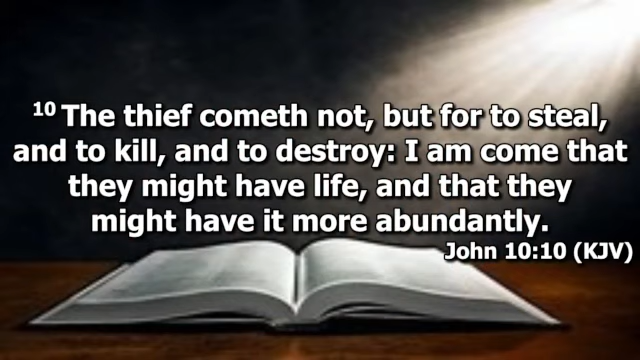 10 The thief cometh not, but for to steal,
and to kill, and to destroy: I am come that
they might have life, and that they
might have it more abundantly.
John 10:10 (KJV)